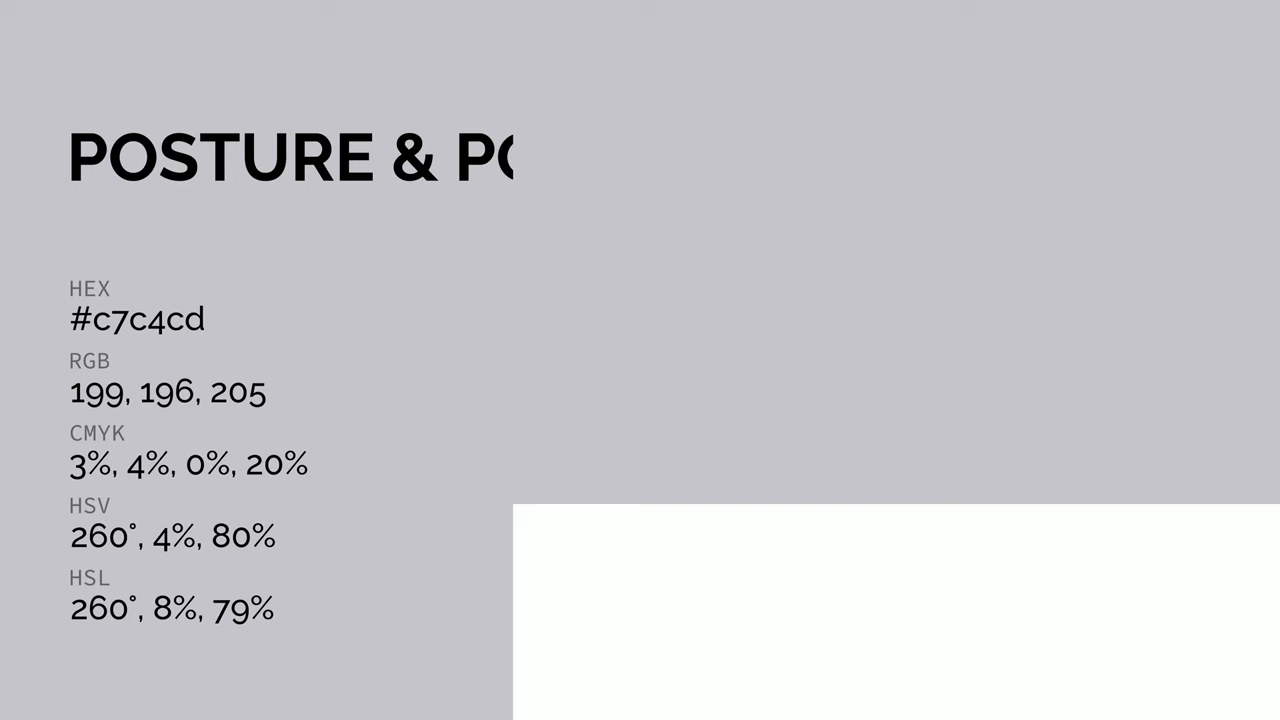 POSTURE & P
HEX
#c7c4cd
RGB
199, 196, 205
CMYK
3%, 4%, 0%, 20%
HSV
260°, 4%, 80%
HSL
260°, 8%, 79%